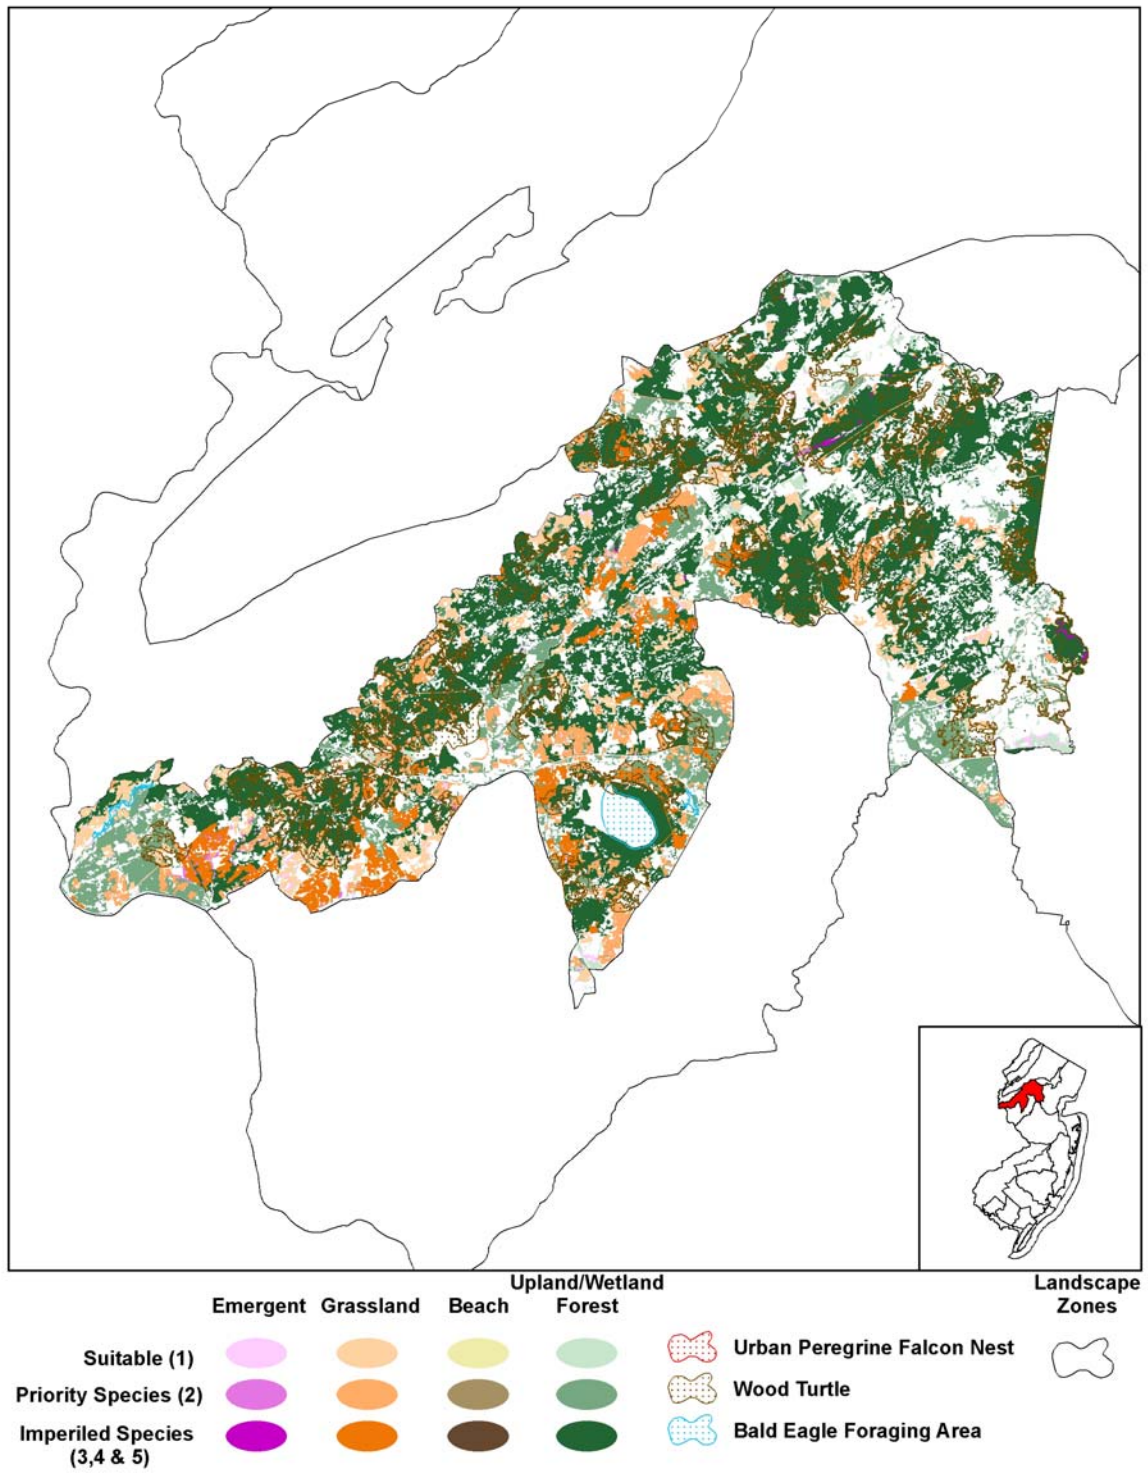 Upland/Wetland
Emergent Grassland Beach Forest
Landscape
Zones
Suitable (1)
Priority Species (2)
Imperiled Species
(3,4 & 5)
Urban Peregrine Falcon Nest
Wood Turtle
Bald Eagle Foraging Area